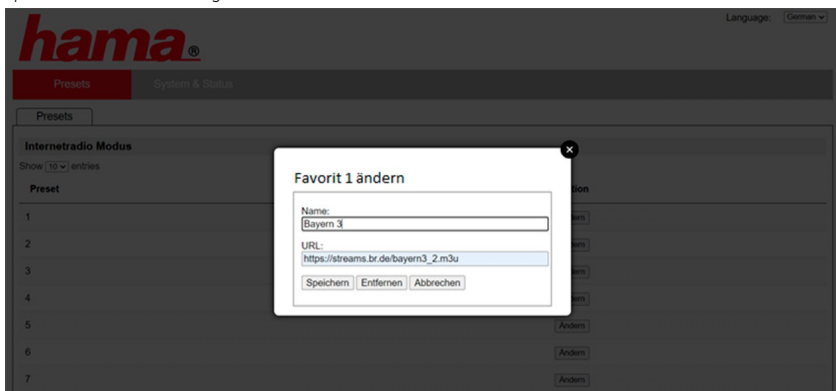 Language: German
hama®
Presets System & Status
Presets
Internetradio Modus
Show 10 entries
Preset
1
2
3
4
5 Ändern
6 Ändern
7 Ändern
Favorit 1 ändern
Name:
Bayern 3
URL:
https://streams.br.de/bayern3_2.m3u
Speichern Entfernen Abbrechen